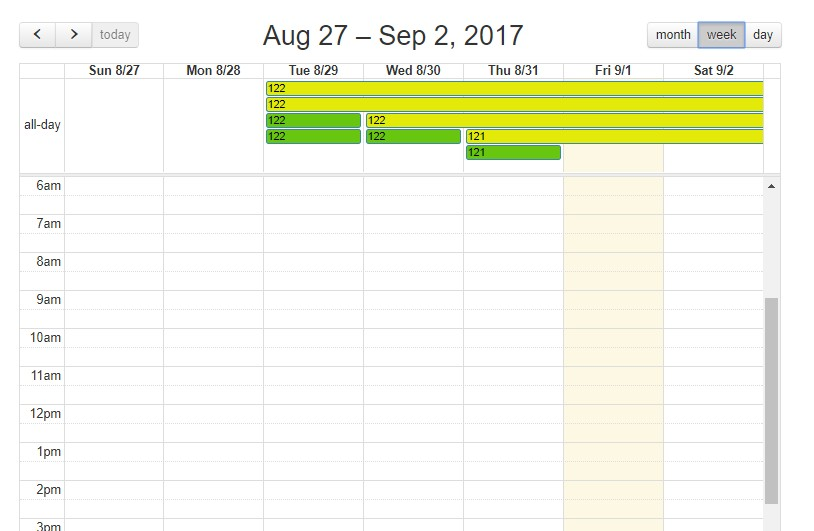 today
Aug 27 – Sep 2, 2017
month week day
Sun 8/27 Mon 8/28 Tue 8/29 Wed 8/30 Thu 8/31 Fri 9/1 Sat 9/2
all-day
122
122
122 122
122 122 121
121
6am
7am
8am
9am
10am
11am
12pm
1pm
2pm
3pm